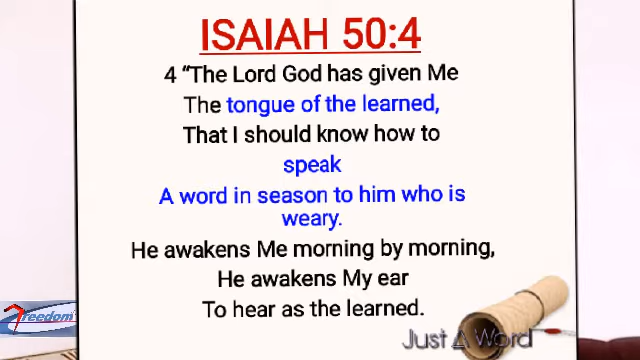 ISAIAH 50:4
4 “The Lord God has given Me
The tongue of the learned,
That I should know how to
speak
A word in season to him who is
weary.
He awakens Me morning by morning,
He awakens My ear
To hear as the learned.
Just A Word
Freedom